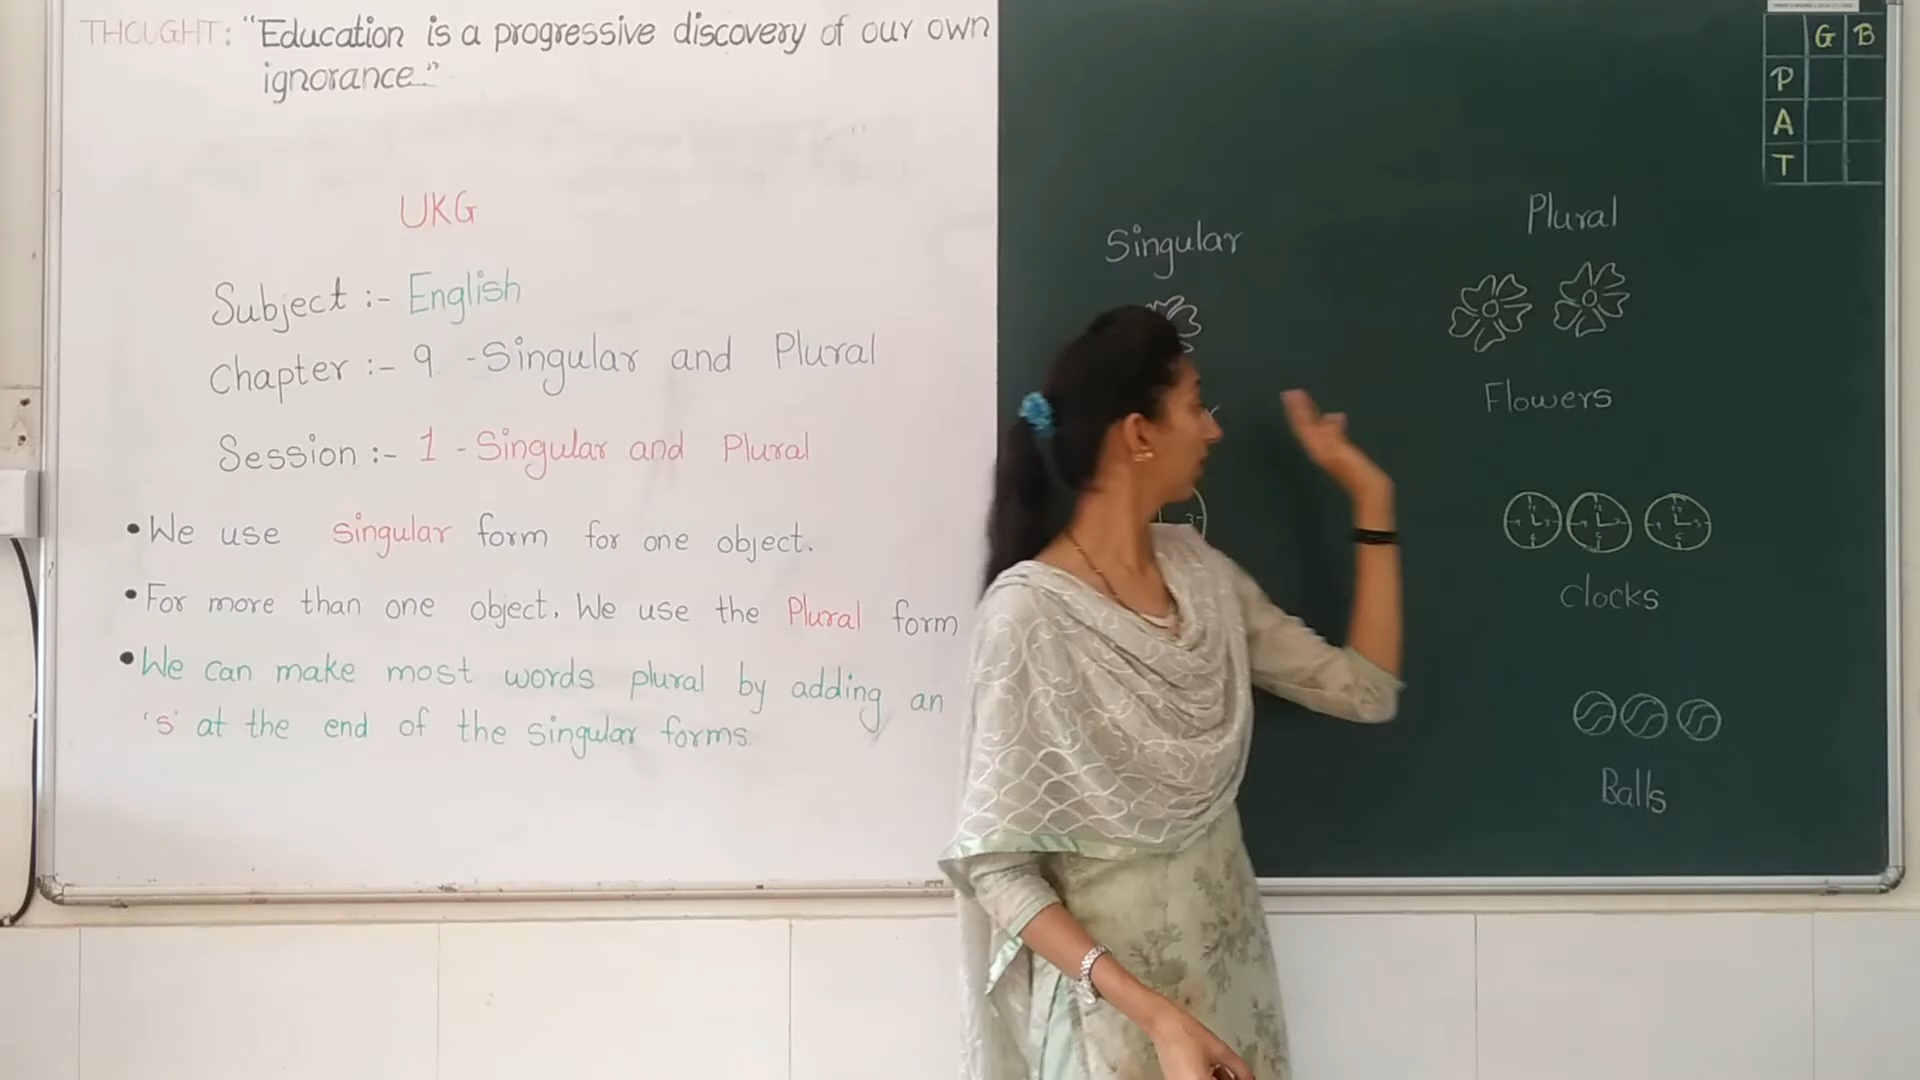 THOUGHT: "Education is a progressive discovery of our own
ignorance."
UKG
Subject :- English
Chapter :- 9 - Singular and Plural
Session :- 1 - Singular and Plural
• We use singular form for one object.
• For more than one object, We use the Plural form
• We can make most words plural by adding an
's' at the end of the singular forms.
Singular
Plural
Flowers
Clocks
Balls
G B
P
A
T